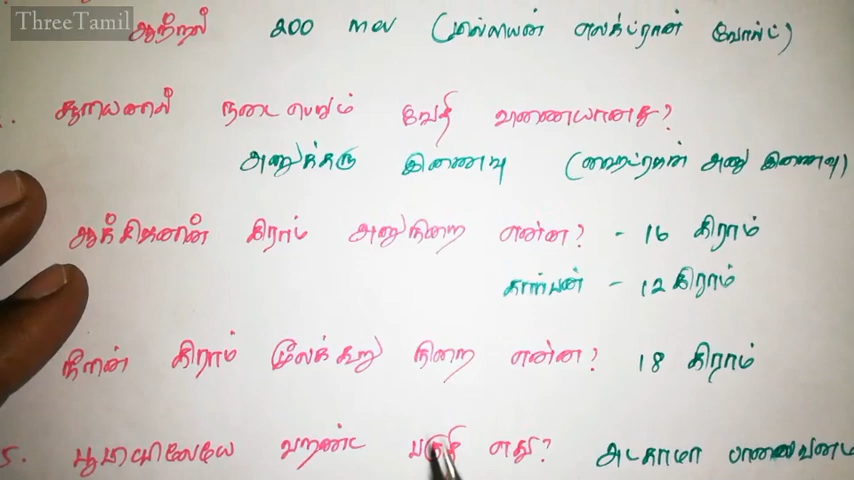 ThreeTamil
ஆற்றல் 200 mev (மில்லியன் எலக்ட்ரான் வோல்ட்)
சூரியனில் நடைபெறும் வேதி வினையானது?
அணுக்கரு இணைவு (ஹைட்ரஜன் அணு இணைவு)
ஆக்சிஜனின் கிராம் அணுநிறை என்ன? - 16 கிராம்
கார்பன் - 12 கிராம்
நீரின் கிராம் மூலக்கூறு நிறை என்ன? 18 கிராம்
5. பூமியிலேயே வறண்ட பகுதி எது? அடகாமா பாலைவனம்